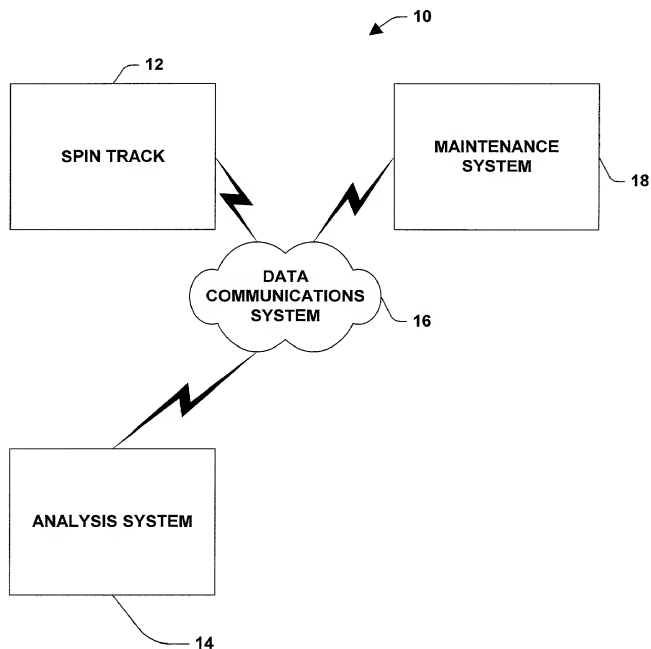 10
12
SPIN TRACK
MAINTENANCE
SYSTEM
18
DATA
COMMUNICATIONS
SYSTEM
16
ANALYSIS SYSTEM
14